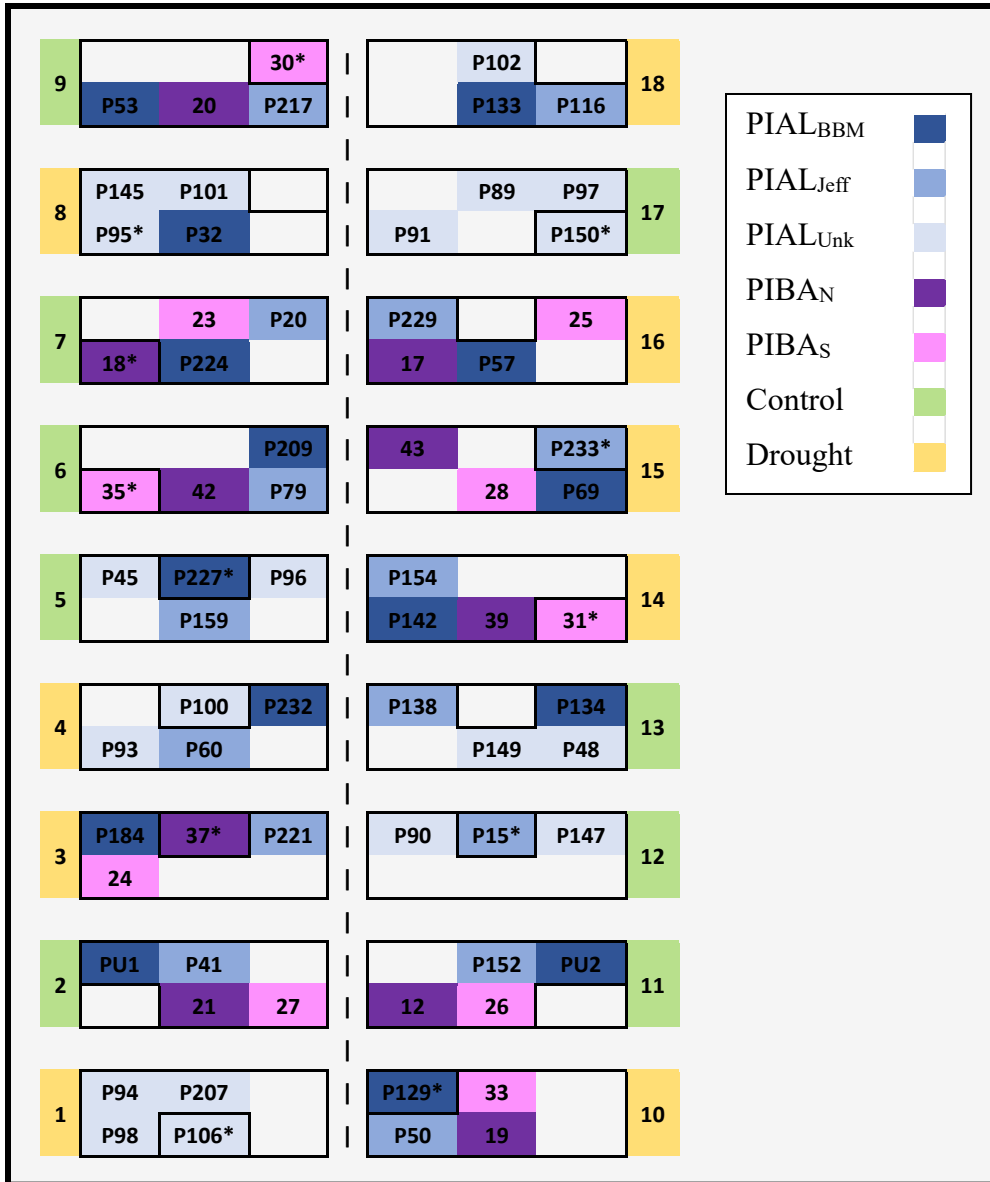 30*
9
P53 20 P217
P145 P101
8
P95* P32
23 P20
7
18* P224
P209
6
35* 42 P79
P45 P227* P96
5
P159
P100 P232
4
P93 P60
P184 37* P221
3
24
PU1 P41
2
21 27
P94 P207
1
P98 P106*
P102
18
P133 P116
P89 P97
17
P91 P150*
P229 25
16
17 P57
43 P233*
15
28 P69
P154
14
P142 39 31*
P138 P134
13
P149 P48
P90 P15* P147
12
P152 PU2
11
12 26
P129* 33
10
P50 19
PIALBBM
PIALJeff
PIALUnk
PIBAN
PIBAS
Control
Drought